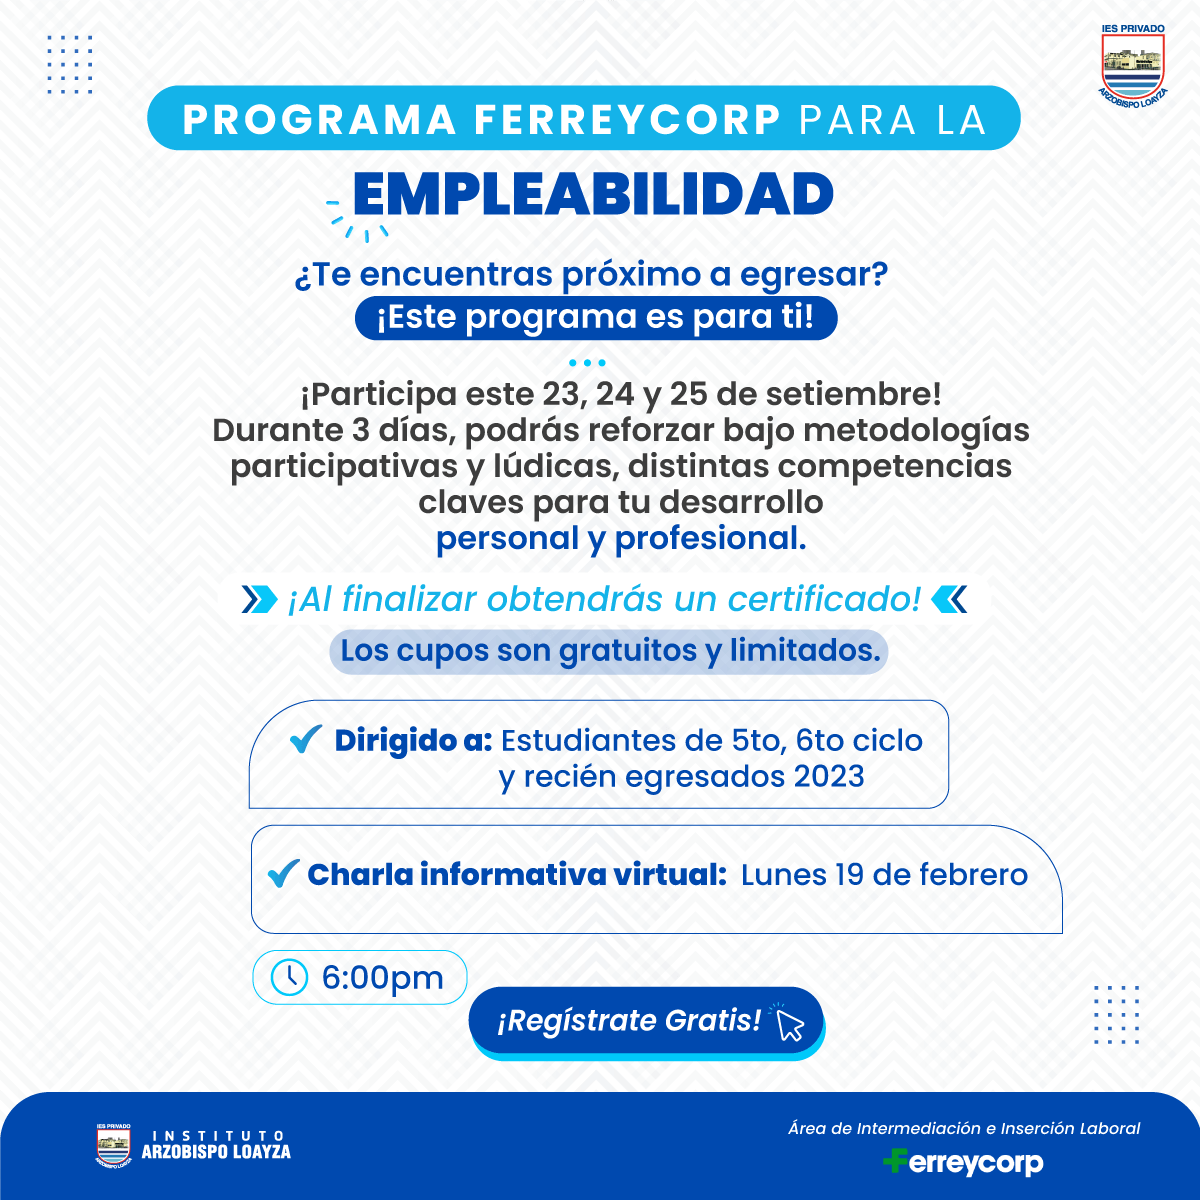 IES PRIVADO
ARZOBISPO LOAYZA
PROGRAMA FERREYCORP PARA LA
EMPLEABILIDAD
¿Te encuentras próximo a egresar?
¡Este programa es para ti!
¡Participa este 23, 24 y 25 de setiembre!
Durante 3 días, podrás reforzar bajo metodologías
participativas y lúdicas, distintas competencias
claves para tu desarrollo
personal y profesional.
¡Al finalizar obtendrás un certificado!
Los cupos son gratuitos y limitados.
Dirigido a: Estudiantes de 5to, 6to ciclo
y recién egresados 2023
Charla informativa virtual: Lunes 19 de febrero
6:00pm
¡Regístrate Gratis!
IES PRIVADO
ARZOBISPO LOAYZA
INSTITUTO
ARZOBISPO LOAYZA
Área de Intermediación e Inserción Laboral
Ferreycorp